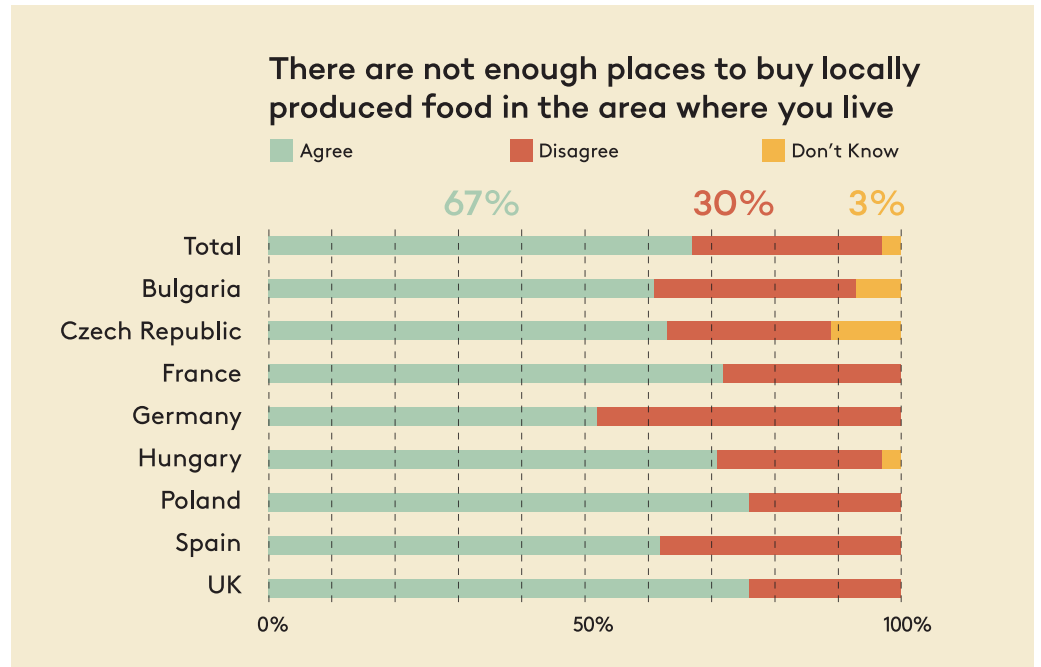 There are not enough places to buy locally
produced food in the area where you live
Agree Disagree Don’t Know
67% 30% 3%
Total
Bulgaria
Czech Republic
France
Germany
Hungary
Poland
Spain
UK
0% 50% 100%